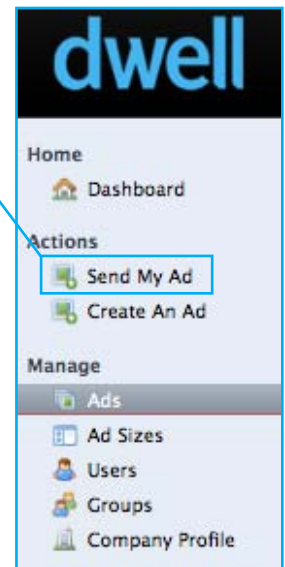 dwell
Home
Dashboard
Actions
Send My Ad
Create An Ad
Manage
Ads
Ad Sizes
Users
Groups
Company Profile